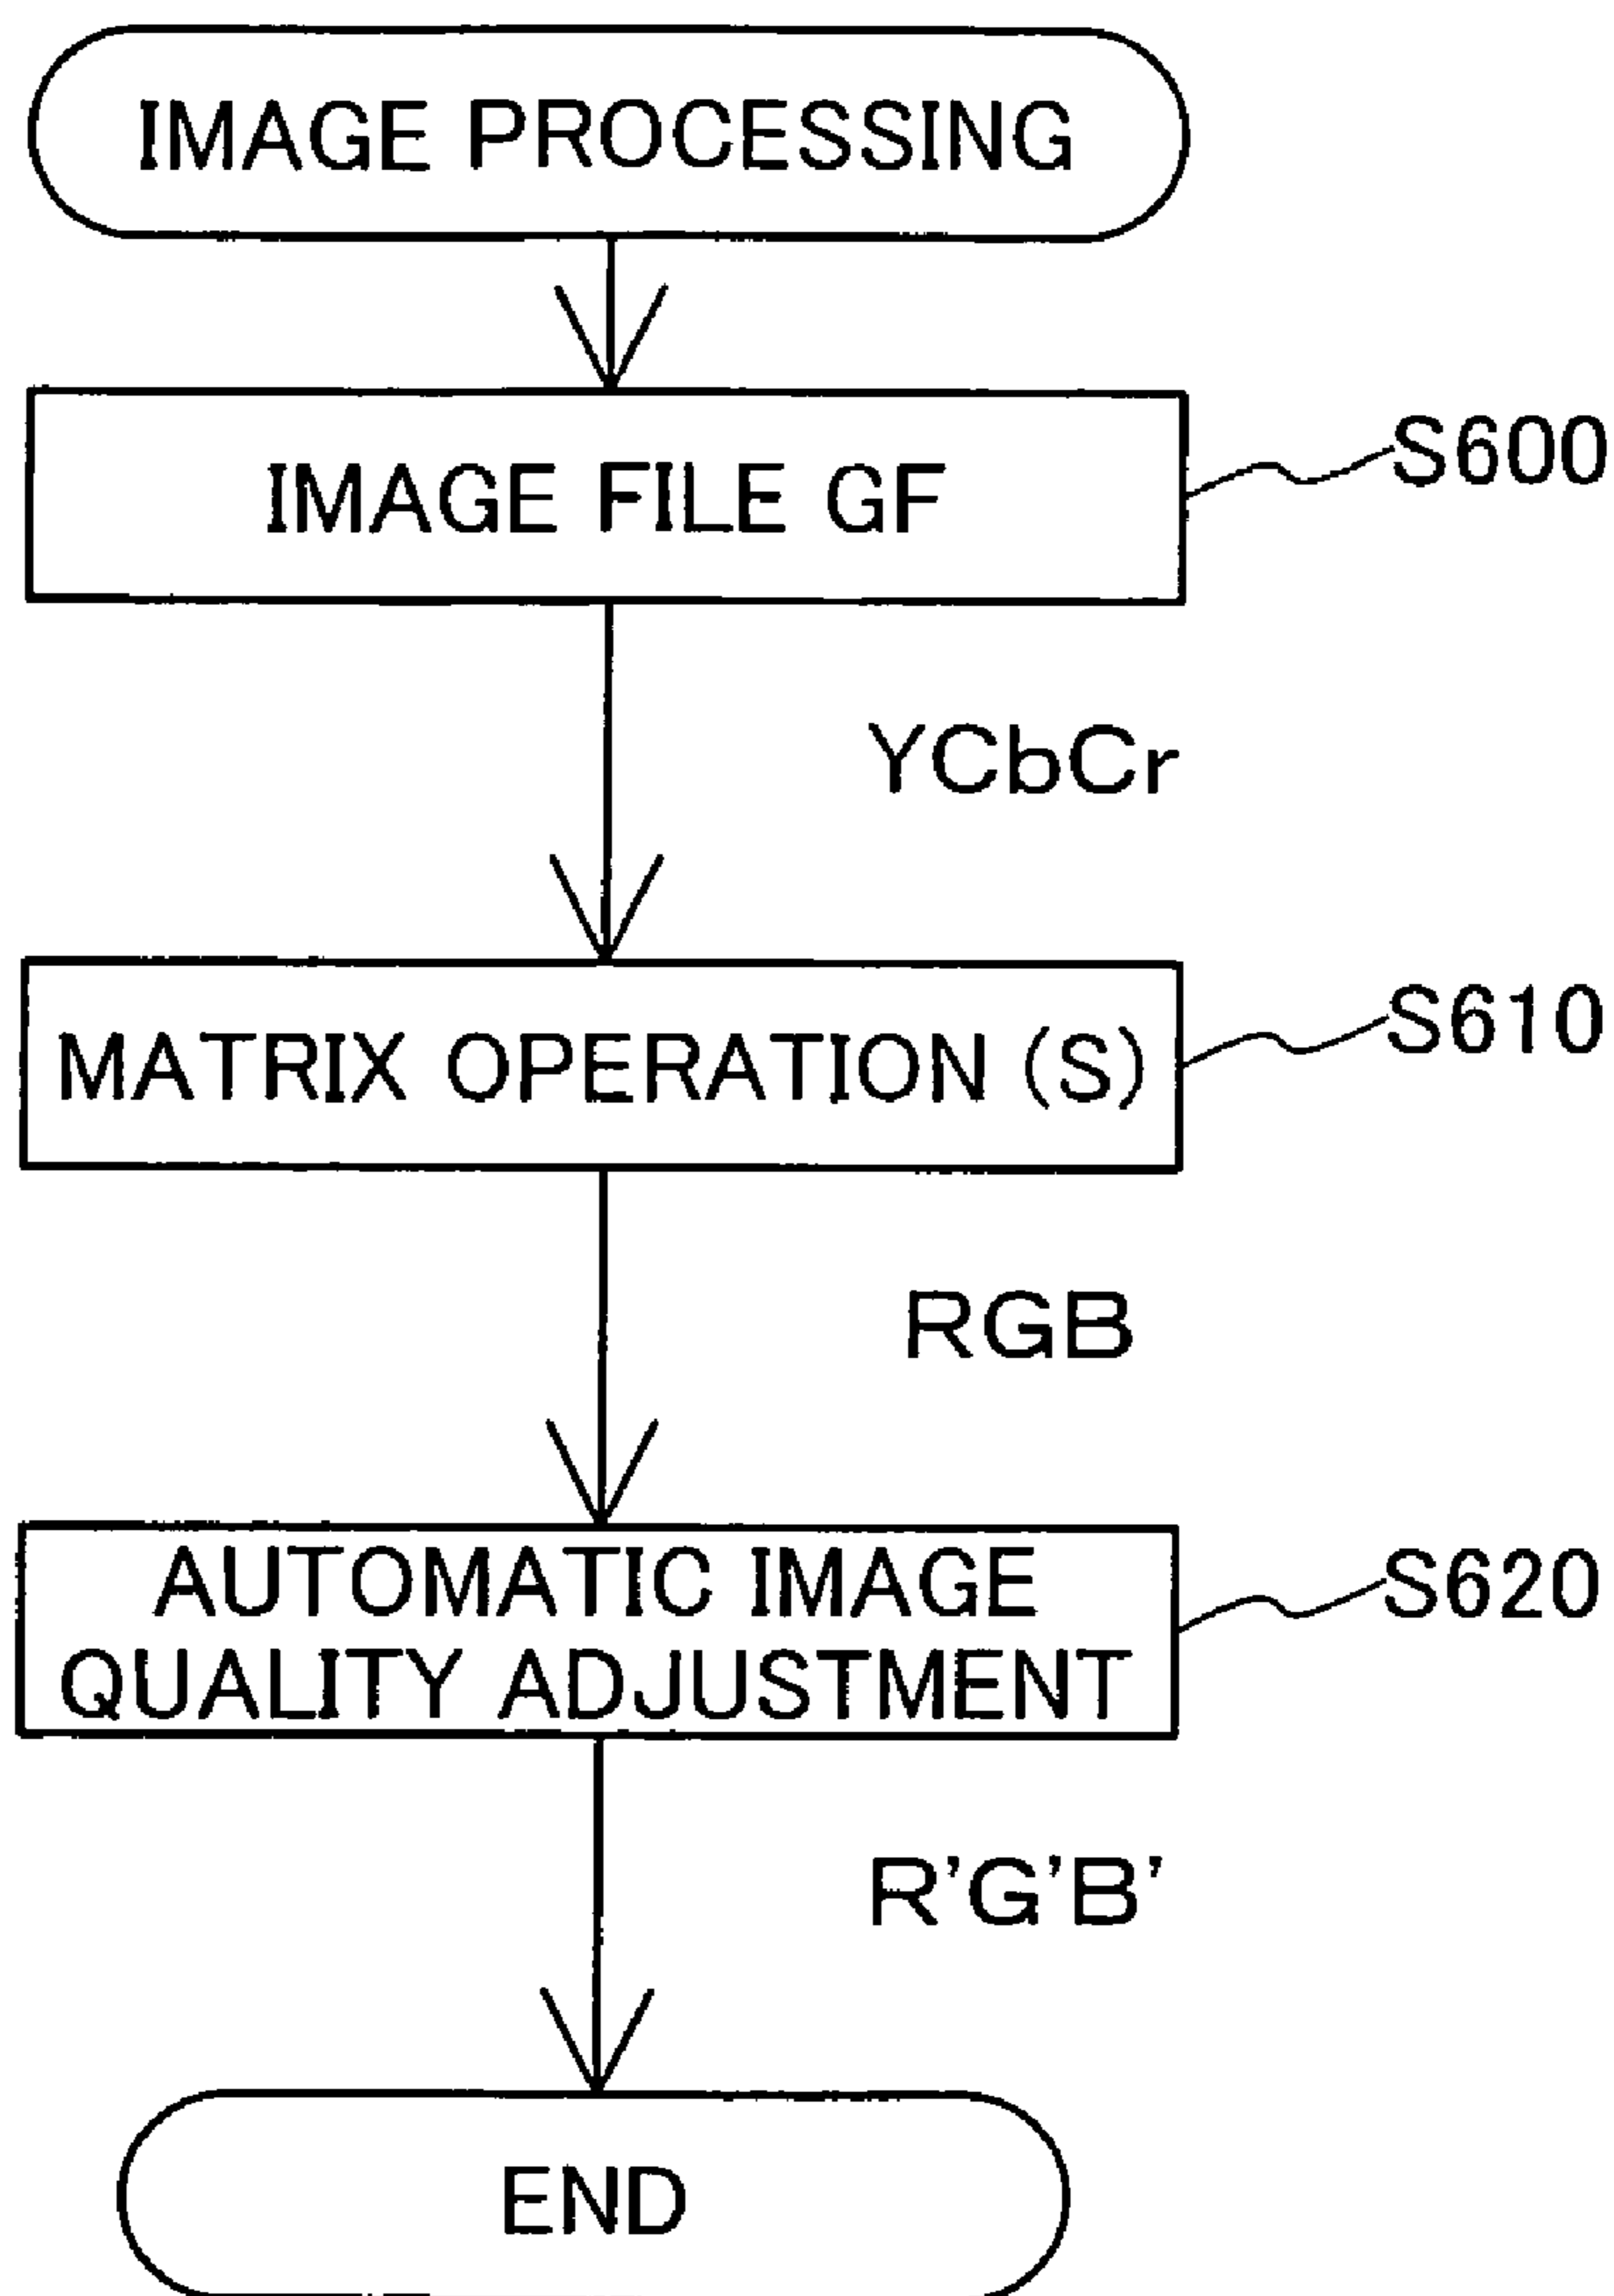 IMAGE PROCESSING
IMAGE FILE GF
S600
YCbCr
MATRIX OPERATION (S)
S610
RGB
AUTOMATIC IMAGE
QUALITY ADJUSTMENT
S620
R'G'B'
END